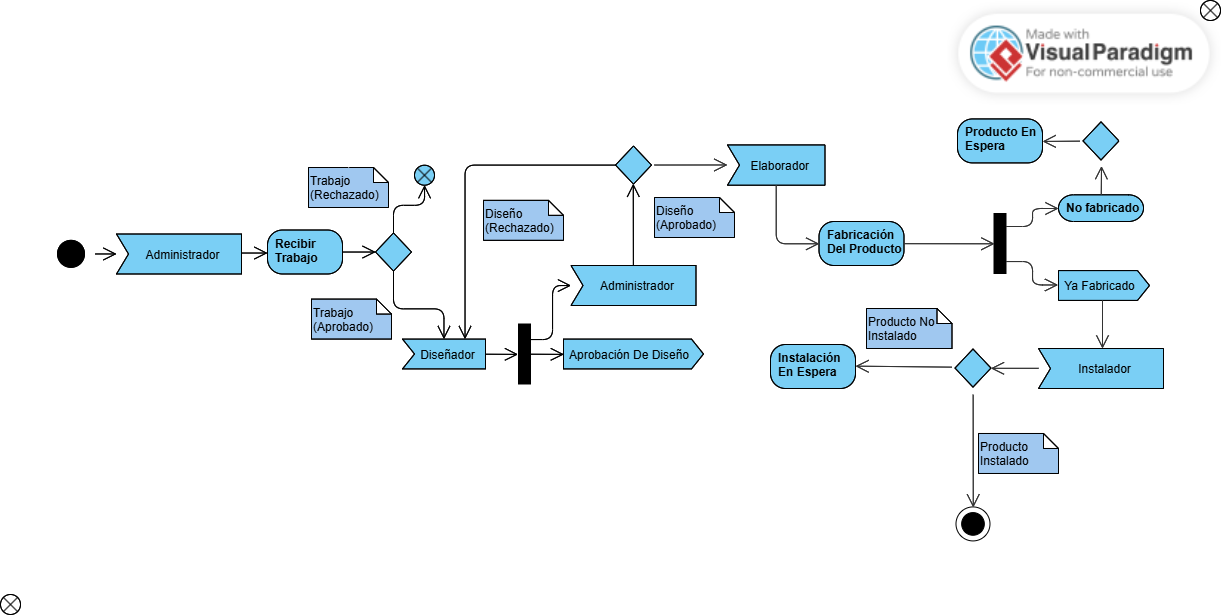 Made with
Visual Paradigm
For non-commercial use
Producto En
Espera
Elaborador
Trabajo
(Rechazado)
Diseño
(Rechazado)
Diseño
(Aprobado)
No fabricado
Administrador
Recibir
Trabajo
Fabricación
Del Producto
Trabajo
(Aprobado)
Administrador
Ya Fabricado
Diseñador
Aprobación De Diseño
Producto No
Instalado
Instalación
En Espera
Instalador
Producto
Instalado